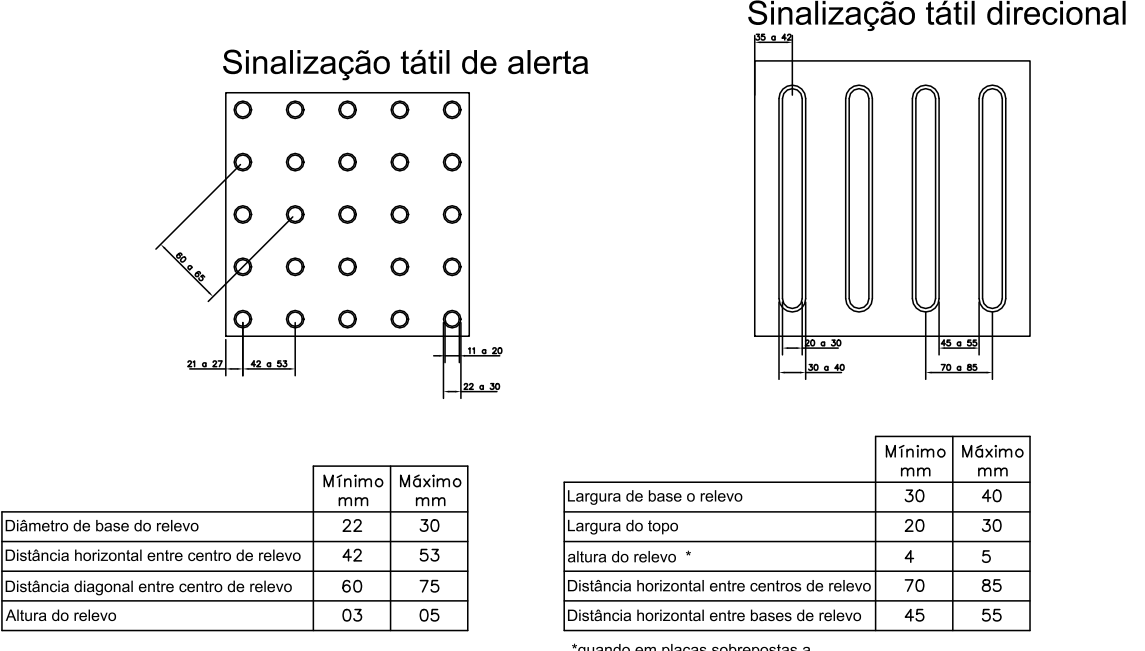 Sinalização tátil direcional
35 a 42
Sinalização tátil de alerta
60 a 65
21 a 27
42 a 53
11 a 20
22 a 30
20 a 30
45 a 55
30 a 40
70 a 85
Mínimo Máximo
mm mm
Diâmetro de base do relevo 22 30
Distância horizontal entre centro de relevo 42 53
Distância diagonal entre centro de relevo 60 75
Altura do relevo 03 05
Mínimo Máximo
mm mm
Largura de base o relevo 30 40
Largura do topo 20 30
altura do relevo * 4 5
Distância horizontal entre centros de relevo 70 85
Distância horizontal entre bases de relevo 45 55
*quando em placas sobrepostas a